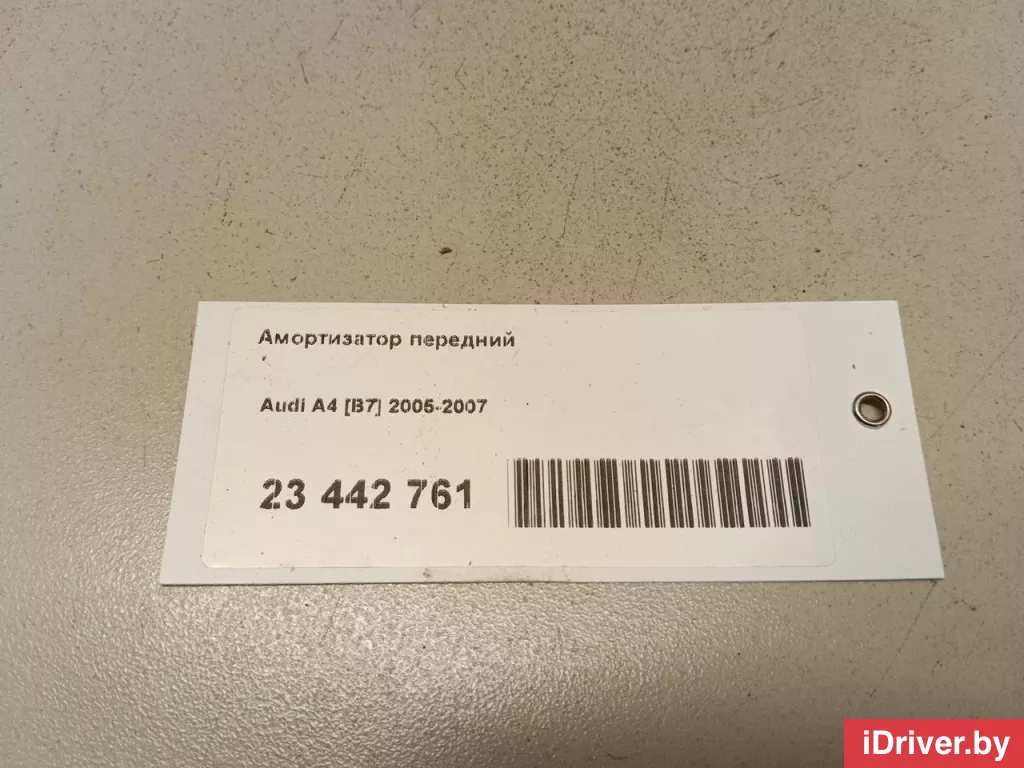 Амортизатор передний
Audi A4 [B7] 2005-2007
23 442 761
iDriver.by